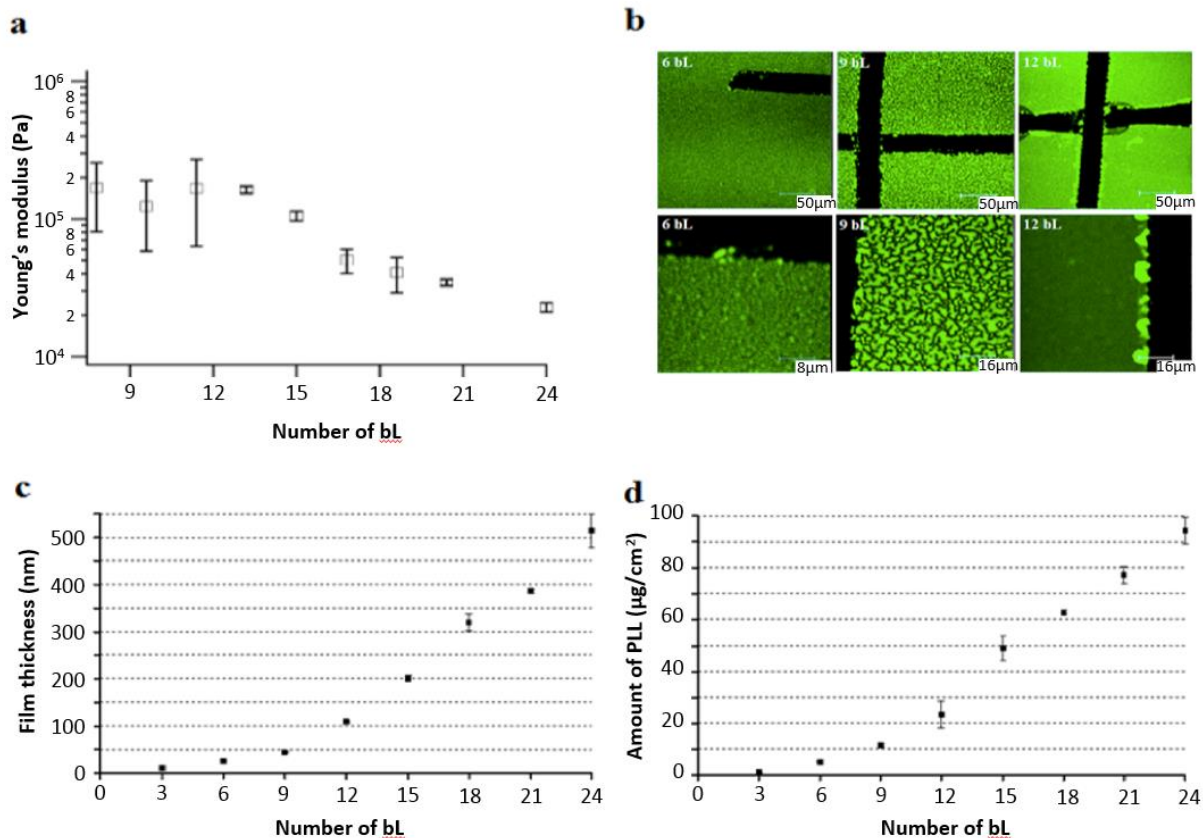 a
10⁶
8
6
4
2
10⁵
8
6
4
2
10⁴
Young's modulus (Pa)
9 12 15 18 21 24
Number of bL
b
6 bL 9 bL 12 bL
50μm 50μm 50μm
6 bL 9 bL 12 bL
8μm 16μm 16μm
c
500
400
300
200
100
0
Film thickness (nm)
0 3 6 9 12 15 18 21 24
Number of bL
d
100
80
60
40
20
0
Amount of PLL (μg/cm²)
0 3 6 9 12 15 18 21 24
Number of bL